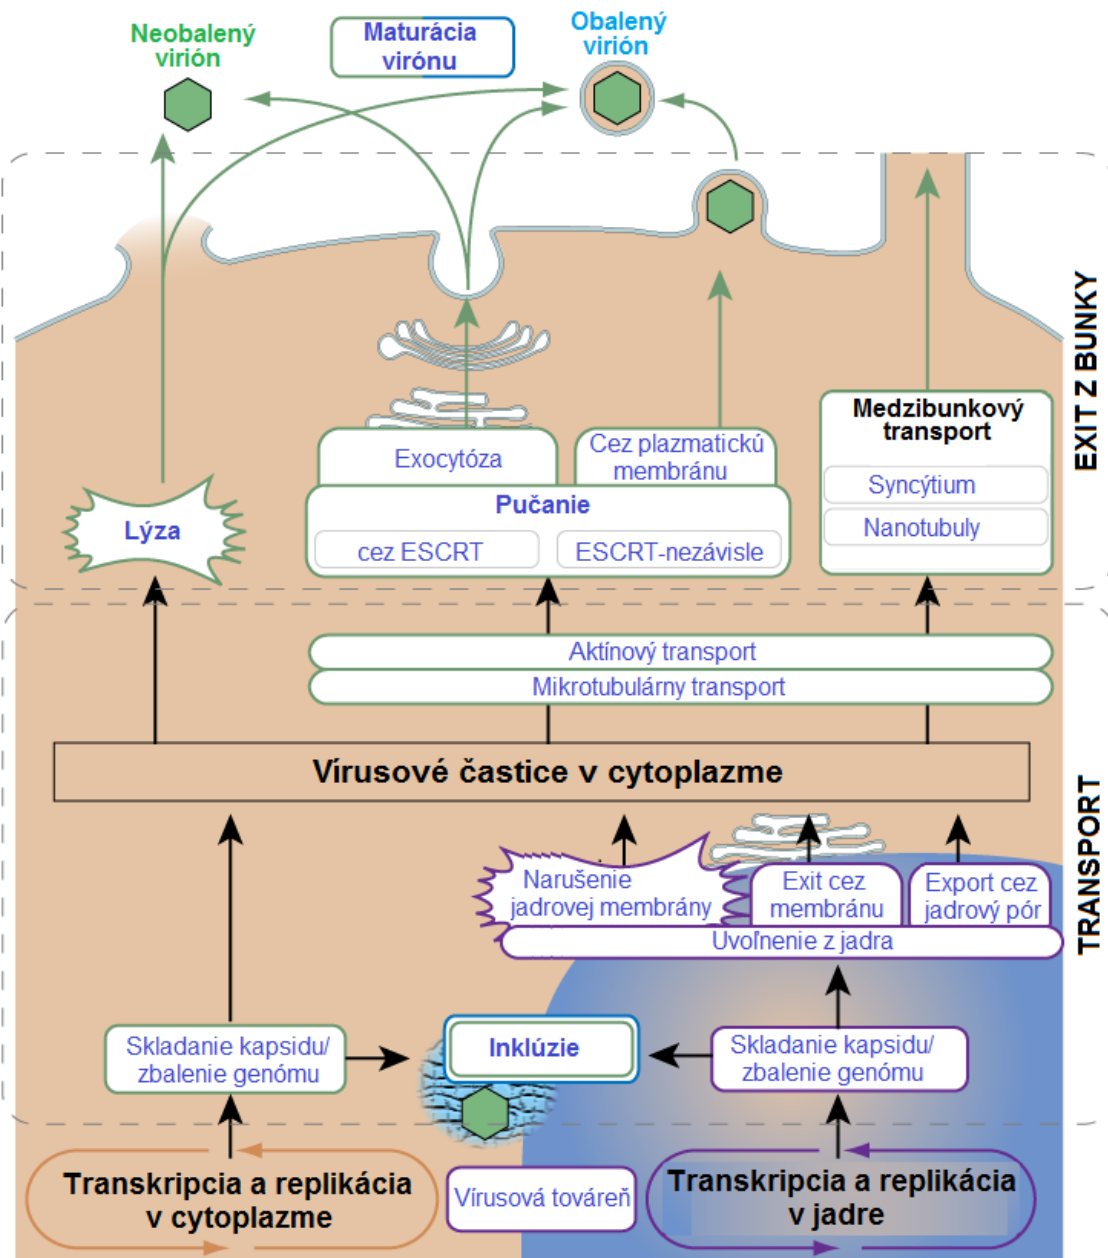 Neobalený
virión
Maturácia
virónu
Obalený
virión
EXIT Z BUNKY
Medzibunkový
transport
Syncýtium
Nanotubuly
Exocytóza
Cez plazmatickú
membránu
Pučanie
cez ESCRT
ESCRT-nezávisle
Lýza
Aktínový transport
Mikrotubulárny transport
Vírusové častice v cytoplazme
TRANSPORT
Narušenie
jadrovej membrány
Exit cez
membránu
Export cez
jadrový pór
Uvoľnenie z jadra
Skladanie kapsidu/
zbalenie genómu
Inklúzie
Skladanie kapsidu/
zbalenie genómu
Transkripcia a replikácia
v cytoplazme
Vírusová továreň
Transkripcia a replikácia
v jadre